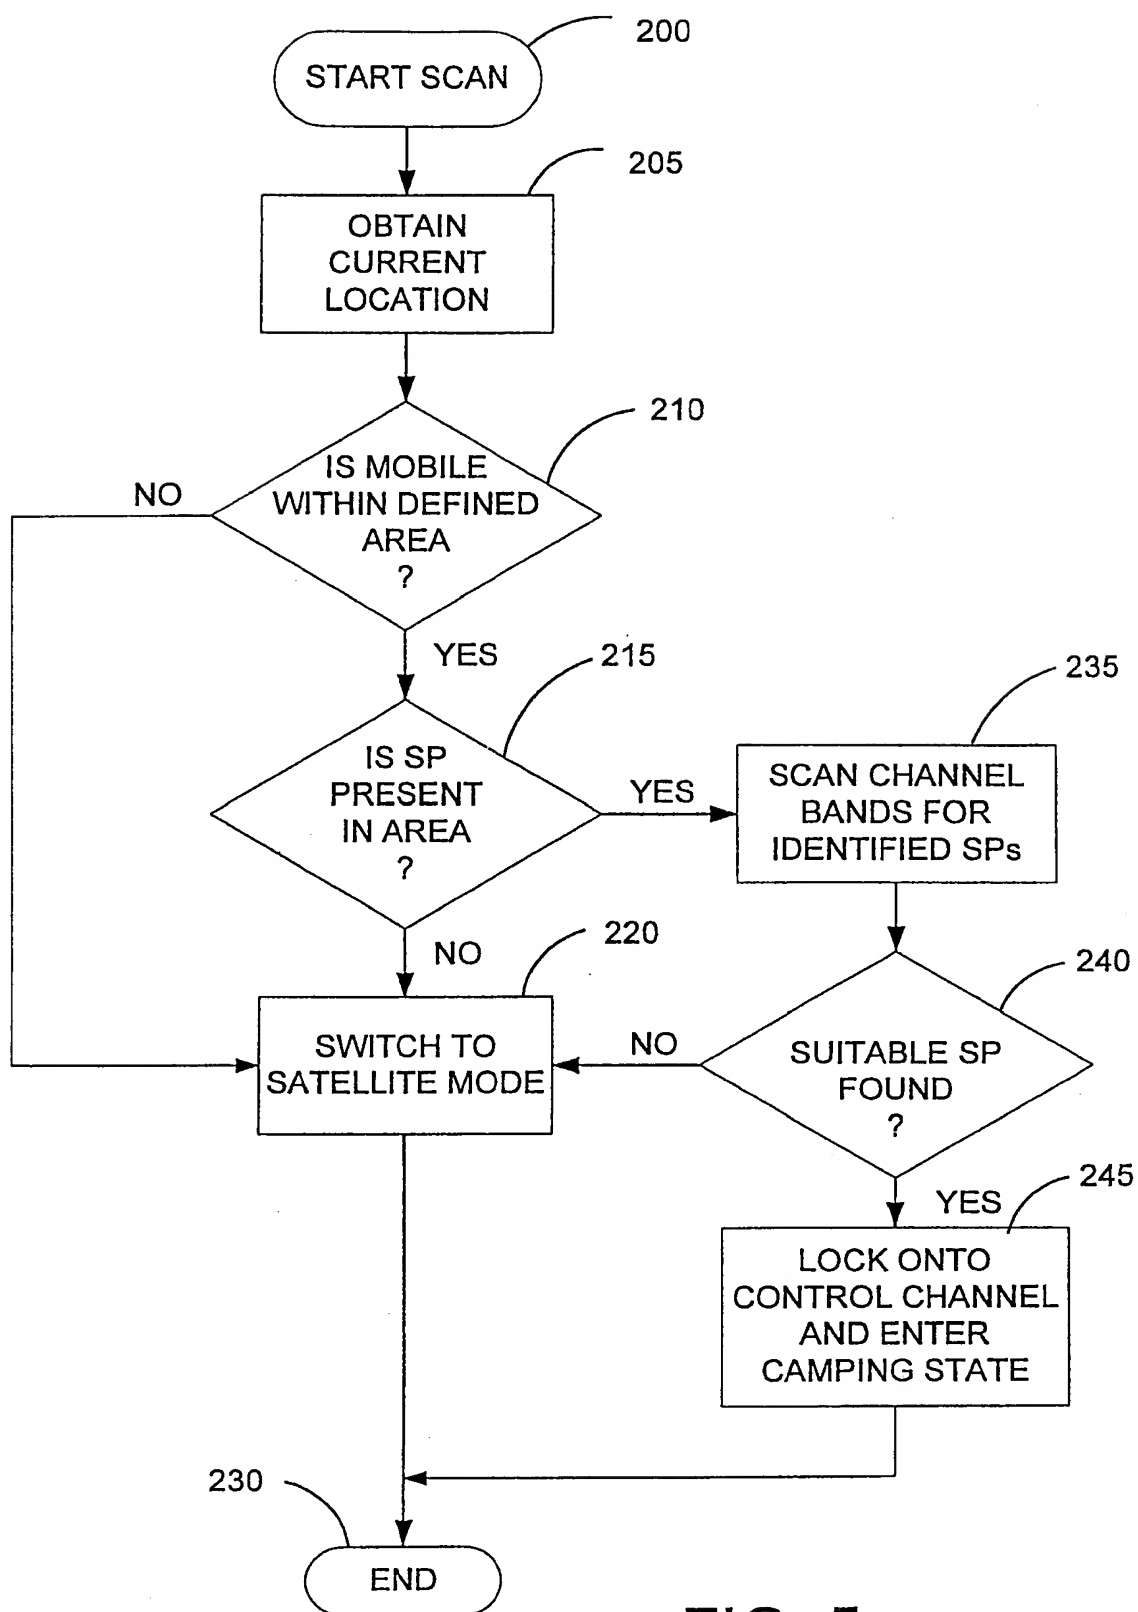 200
START SCAN
205
OBTAIN
CURRENT
LOCATION
210
IS MOBILE
WITHIN DEFINED
AREA
?
NO
YES
215
IS SP
PRESENT
IN AREA
?
YES
235
SCAN CHANNEL
BANDS FOR
IDENTIFIED SPs
NO
220
SWITCH TO
SATELLITE MODE
240
SUITABLE SP
FOUND
?
NO
YES
245
LOCK ONTO
CONTROL CHANNEL
AND ENTER
CAMPING STATE
230
END